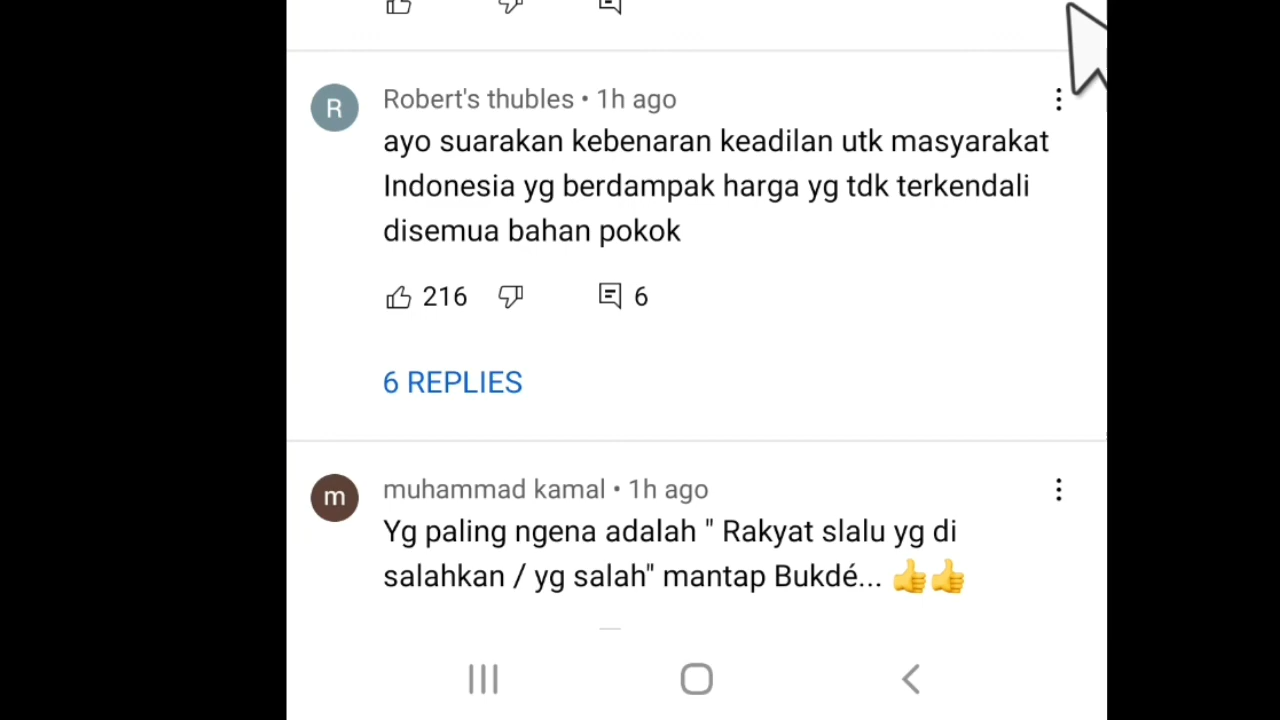 Robert's thubles • 1h ago
ayo suarakan kebenaran keadilan utk masyarakat
Indonesia yg berdampak harga yg tdk terkendali
disemua bahan pokok
216
6
6 REPLIES
muhammad kamal • 1h ago
Yg paling ngena adalah " Rakyat slalu yg di
salahkan / yg salah" mantap Bukdé... 👍👍
R
m